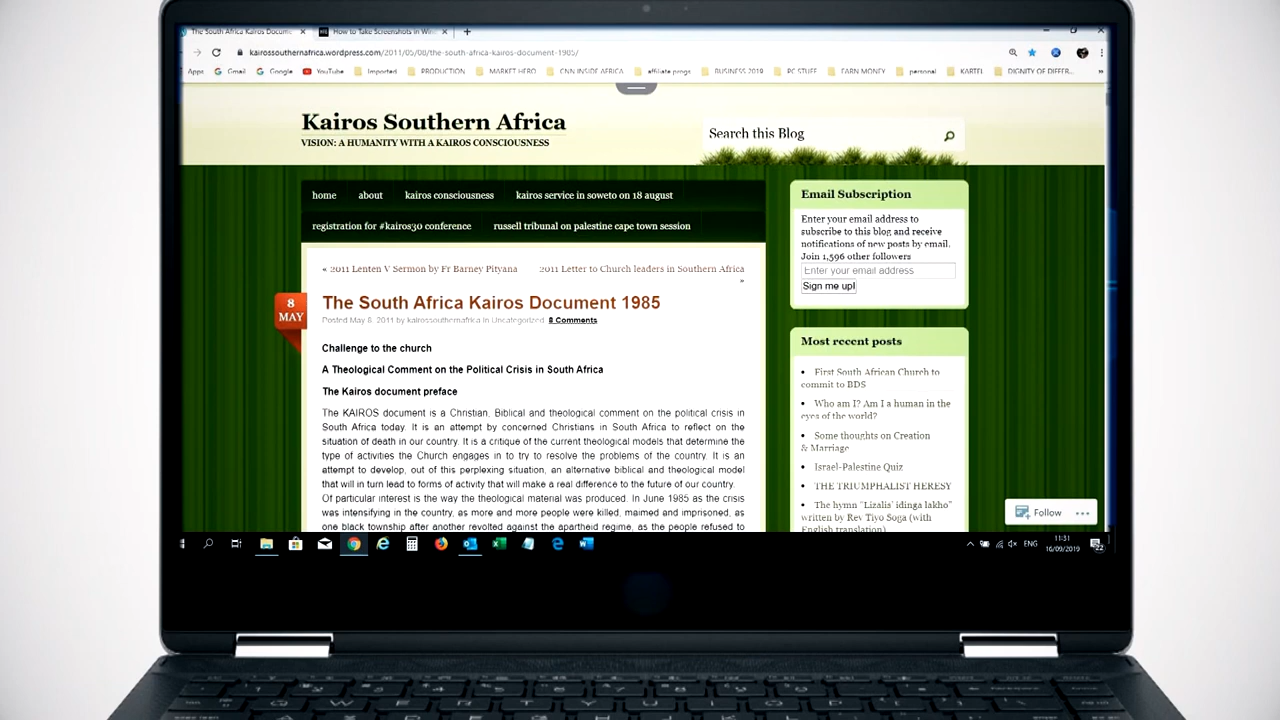 The South Africa Kairos Docume
How to Take Screenshots in Win
kairossouthernafrica.wordpress.com/2011/05/08/the-south-africa-kairos-document-1985/
Apps Gmail Google YouTube Imported PRODUCTION MARKET HERO CNN INSIDE AFRICA affiliate progs BUSINESS 2019 PC STUFF EARN MONEY personal KARTEL DIGNITY OF DIFFER... »
Kairos Southern Africa
VISION: A HUMANITY WITH A KAIROS CONSCIOUSNESS
Search this Blog
home about kairos consciousness kairos service in soweto on 18 august
registration for #kairos30 conference russell tribunal on palestine cape town session
« 2011 Lenten V Sermon by Fr Barney Pityana
2011 Letter to Church leaders in Southern Africa
»
8
MAY
The South Africa Kairos Document 1985
Posted May 8, 2011 by kairossouthernafrica in Uncategorized. 8 Comments
Challenge to the church
A Theological Comment on the Political Crisis in South Africa
The Kairos document preface
The KAIROS document is a Christian, Biblical and theological comment on the political crisis in
South Africa today. It is an attempt by concerned Christians in South Africa to reflect on the
situation of death in our country. It is a critique of the current theological models that determine the
type of activities the Church engages in to try to resolve the problems of the country. It is an
attempt to develop, out of this perplexing situation, an alternative biblical and theological model
that will in turn lead to forms of activity that will make a real difference to the future of our country.
Of particular interest is the way the theological material was produced. In June 1985 as the crisis
was intensifying in the country, as more and more people were killed, maimed and imprisoned, as
one black township after another revolted against the apartheid regime, as the people refused to
Email Subscription
Enter your email address to
subscribe to this blog and receive
notifications of new posts by email.
Join 1,596 other followers
Enter your email address
Sign me up!
Most recent posts
• First South African Church to
commit to BDS
• Who am I? Am I a human in the
eyes of the world?
• Some thoughts on Creation
& Marriage
• Israel-Palestine Quiz
• THE TRIUMPHALIST HERESY
• The hymn "Lizalis' idinga lakho"
written by Rev Tiyo Soga (with
English translation)
Follow
ENG
11:31
16/09/2019
22